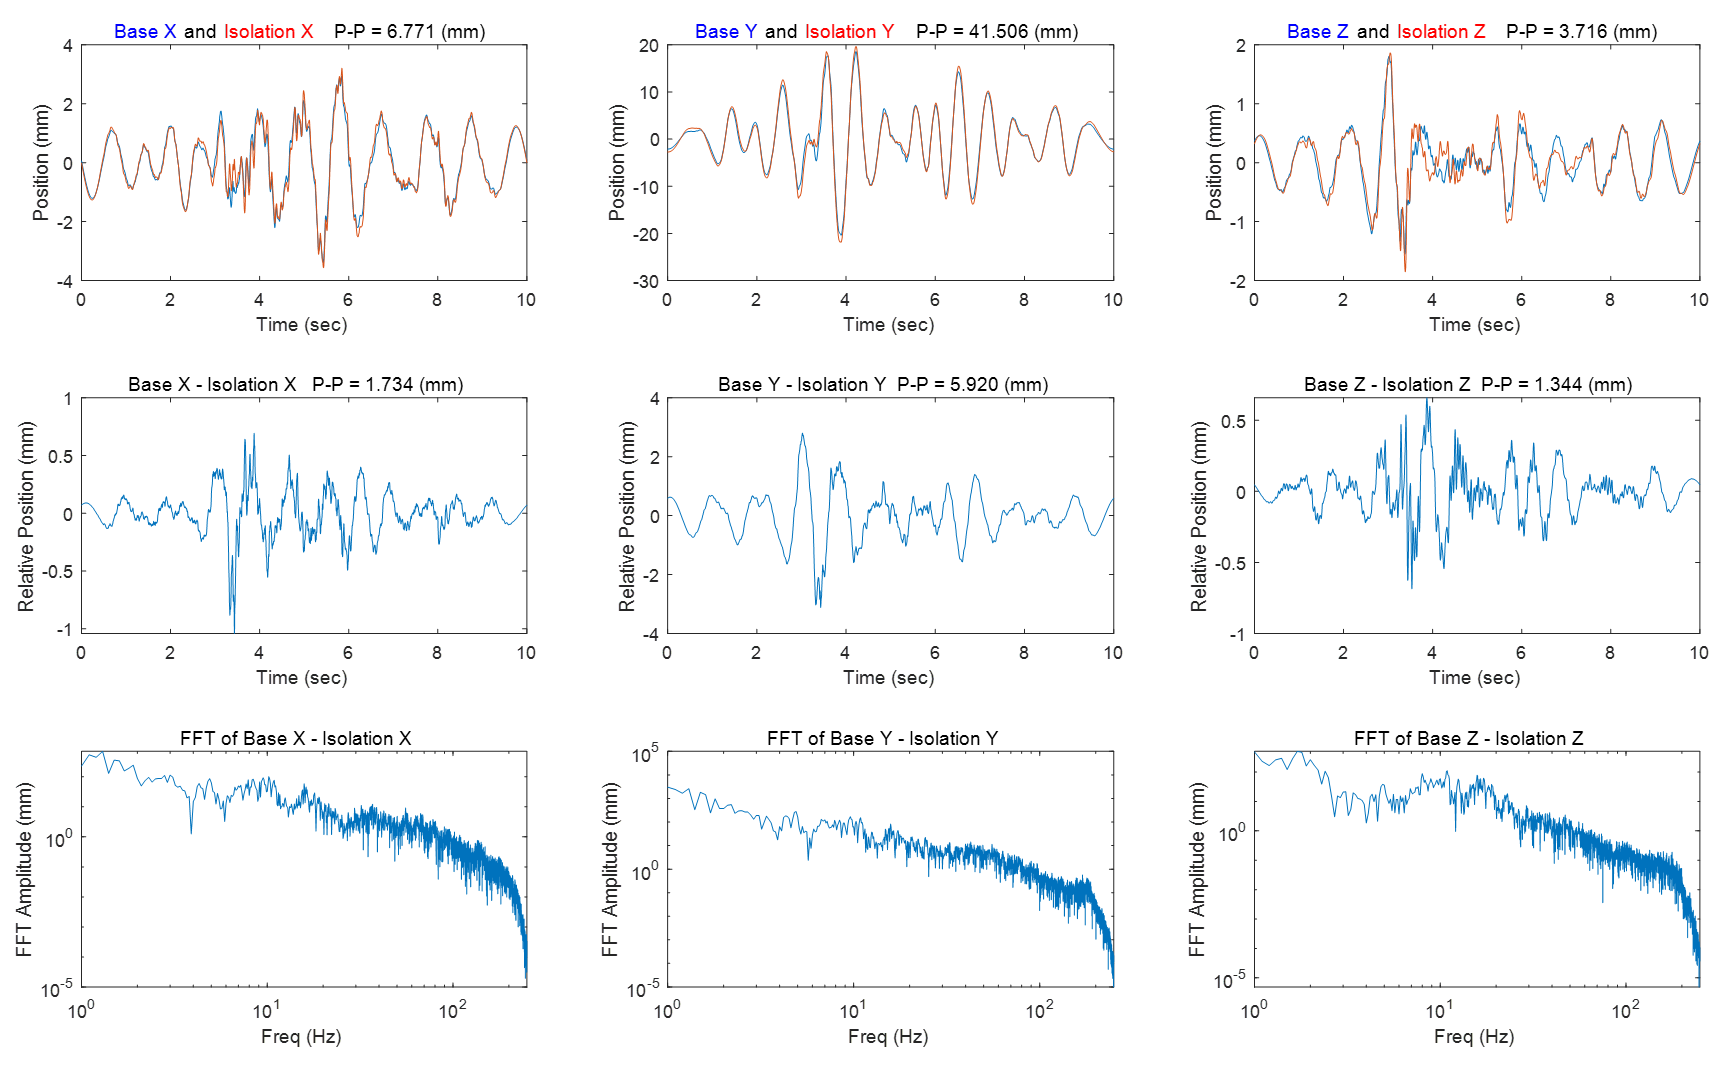 Base X and Isolation X P-P = 6.771 (mm)
4
2
0
-2
-4
Position (mm)
0 2 4 6 8 10
Time (sec)
Base Y and Isolation Y P-P = 41.506 (mm)
20
10
0
-10
-20
-30
Position (mm)
0 2 4 6 8 10
Time (sec)
Base Z and Isolation Z P-P = 3.716 (mm)
2
1
0
-1
-2
Position (mm)
0 2 4 6 8 10
Time (sec)
Base X - Isolation X P-P = 1.734 (mm)
1
0.5
0
-0.5
-1
Relative Position (mm)
0 2 4 6 8 10
Time (sec)
Base Y - Isolation Y P-P = 5.920 (mm)
4
2
0
-2
-4
Relative Position (mm)
0 2 4 6 8 10
Time (sec)
Base Z - Isolation Z P-P = 1.344 (mm)
0.5
0
-0.5
-1
Relative Position (mm)
0 2 4 6 8 10
Time (sec)
FFT of Base X - Isolation X
10^0
10^-5
FFT Amplitude (mm)
10^0 10^1 10^2
Freq (Hz)
FFT of Base Y - Isolation Y
10^5
10^0
10^-5
FFT Amplitude (mm)
10^0 10^1 10^2
Freq (Hz)
FFT of Base Z - Isolation Z
10^0
10^-5
FFT Amplitude (mm)
10^0 10^1 10^2
Freq (Hz)